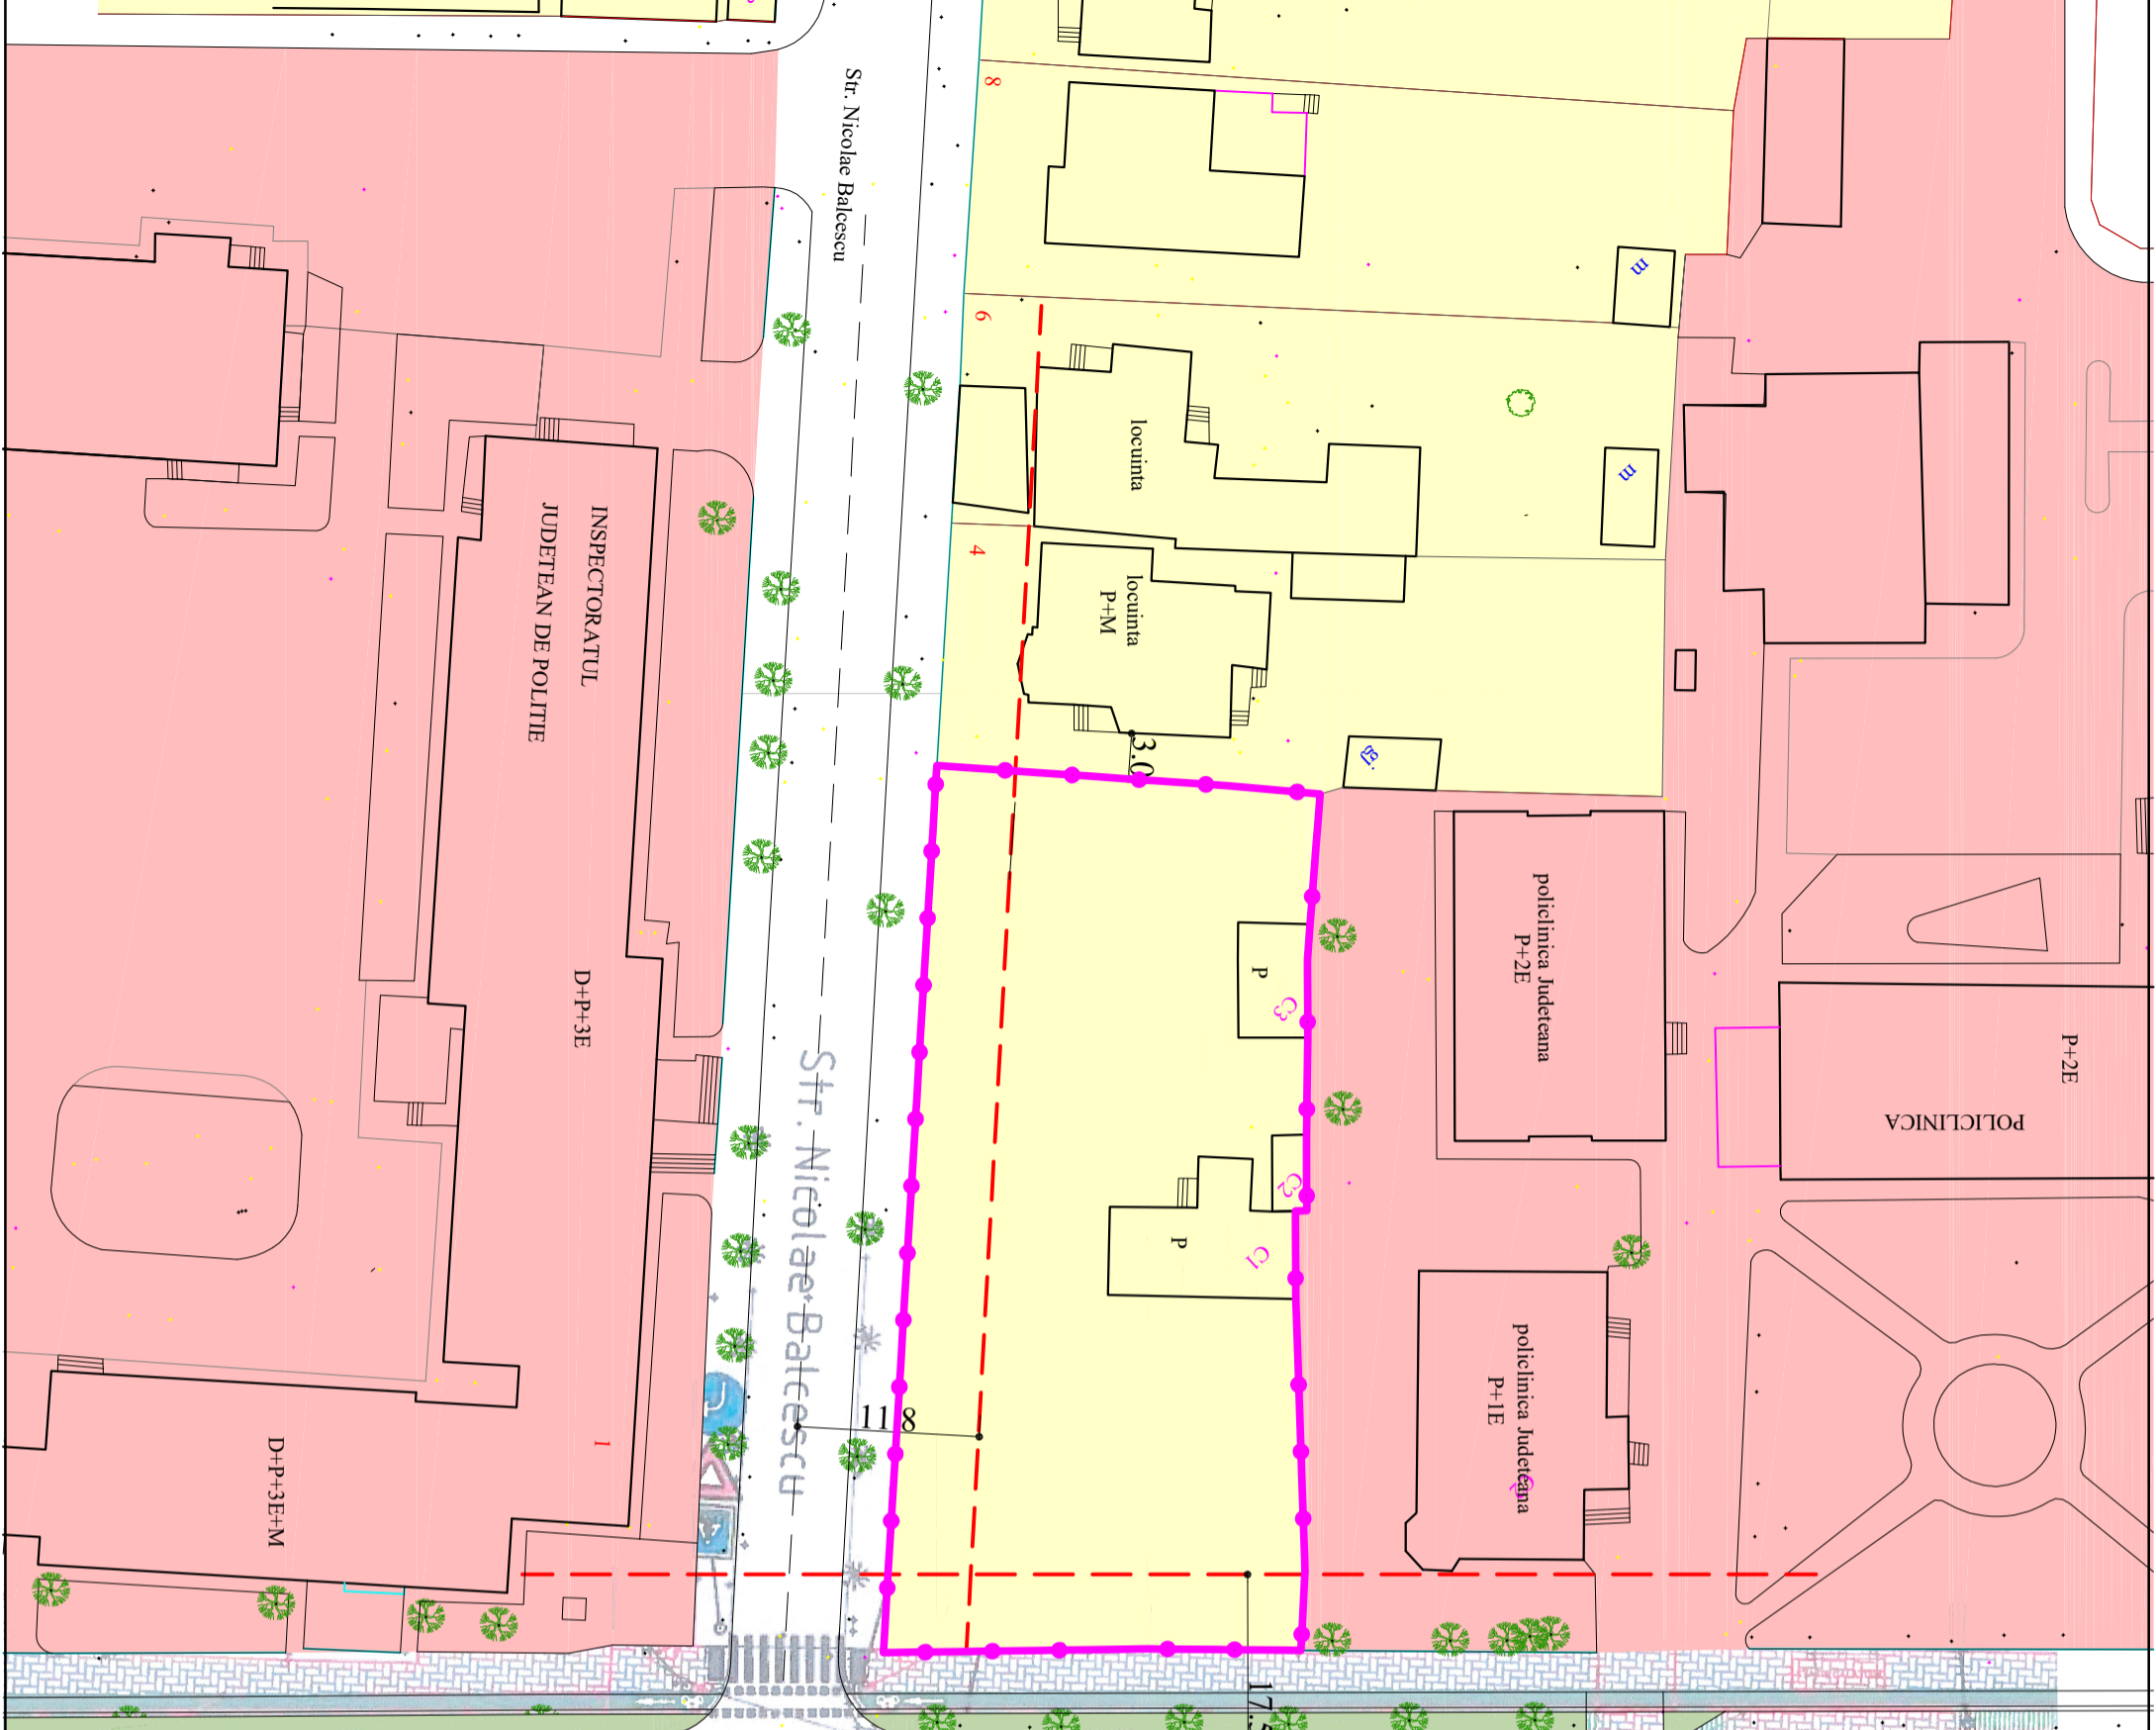 Str. Nicolae Balcescu
8
6
4
m
m
locuinta
locuinta
P+M
3.0
gr.
INSPECTORATUL
JUDETEAN DE POLITIE
D+P+3E
D+P+3E+M
1
Str. Nicolae Balcescu
11.8
P
C3
C2
P
C1
policlinica Judeteana
P+2E
policlinica Judeteana
P+1E
P+2E
POLICLINICA